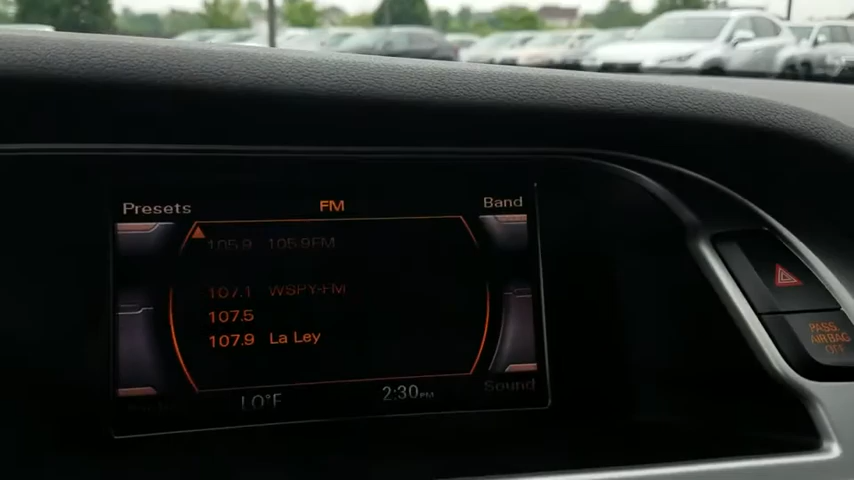 Presets FM Band
105.9 105.9FM
107.1 WSPY-FM
107.5
107.9 La Ley
LO°F 2:30PM Sound
PASS.
AIRBAG
OFF